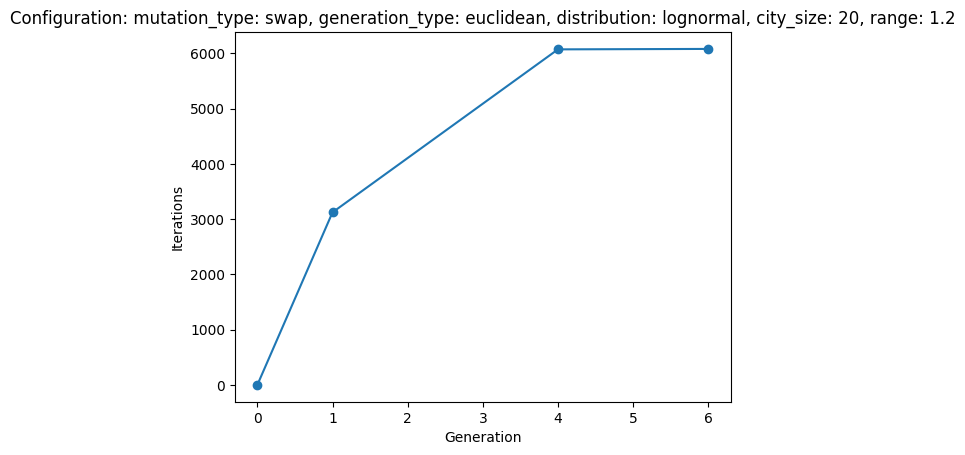 Configuration: mutation_type: swap, generation_type: euclidean, distribution: lognormal, city_size: 20, range: 1.2
6000
5000
4000
3000
2000
1000
0
Iterations
0 1 2 3 4 5 6
Generation